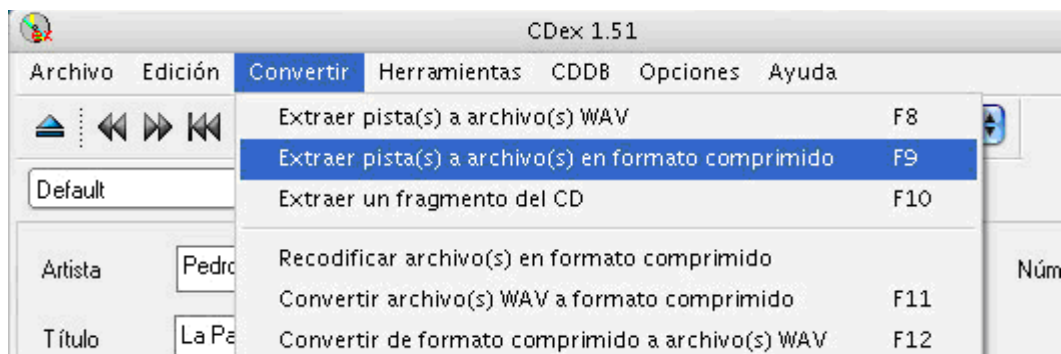 CDex 1.51
Archivo Edición Convertir Herramientas CDDB Opciones Ayuda
Extraer pista(s) a archivo(s) WAV F8
Extraer pista(s) a archivo(s) en formato comprimido F9
Default
Extraer un fragmento del CD F10
Artista
Recodificar archivo(s) en formato comprimido
Convertir archivo(s) WAV a formato comprimido F11
Título La
Convertir de formato comprimido a archivo(s) WAV F12